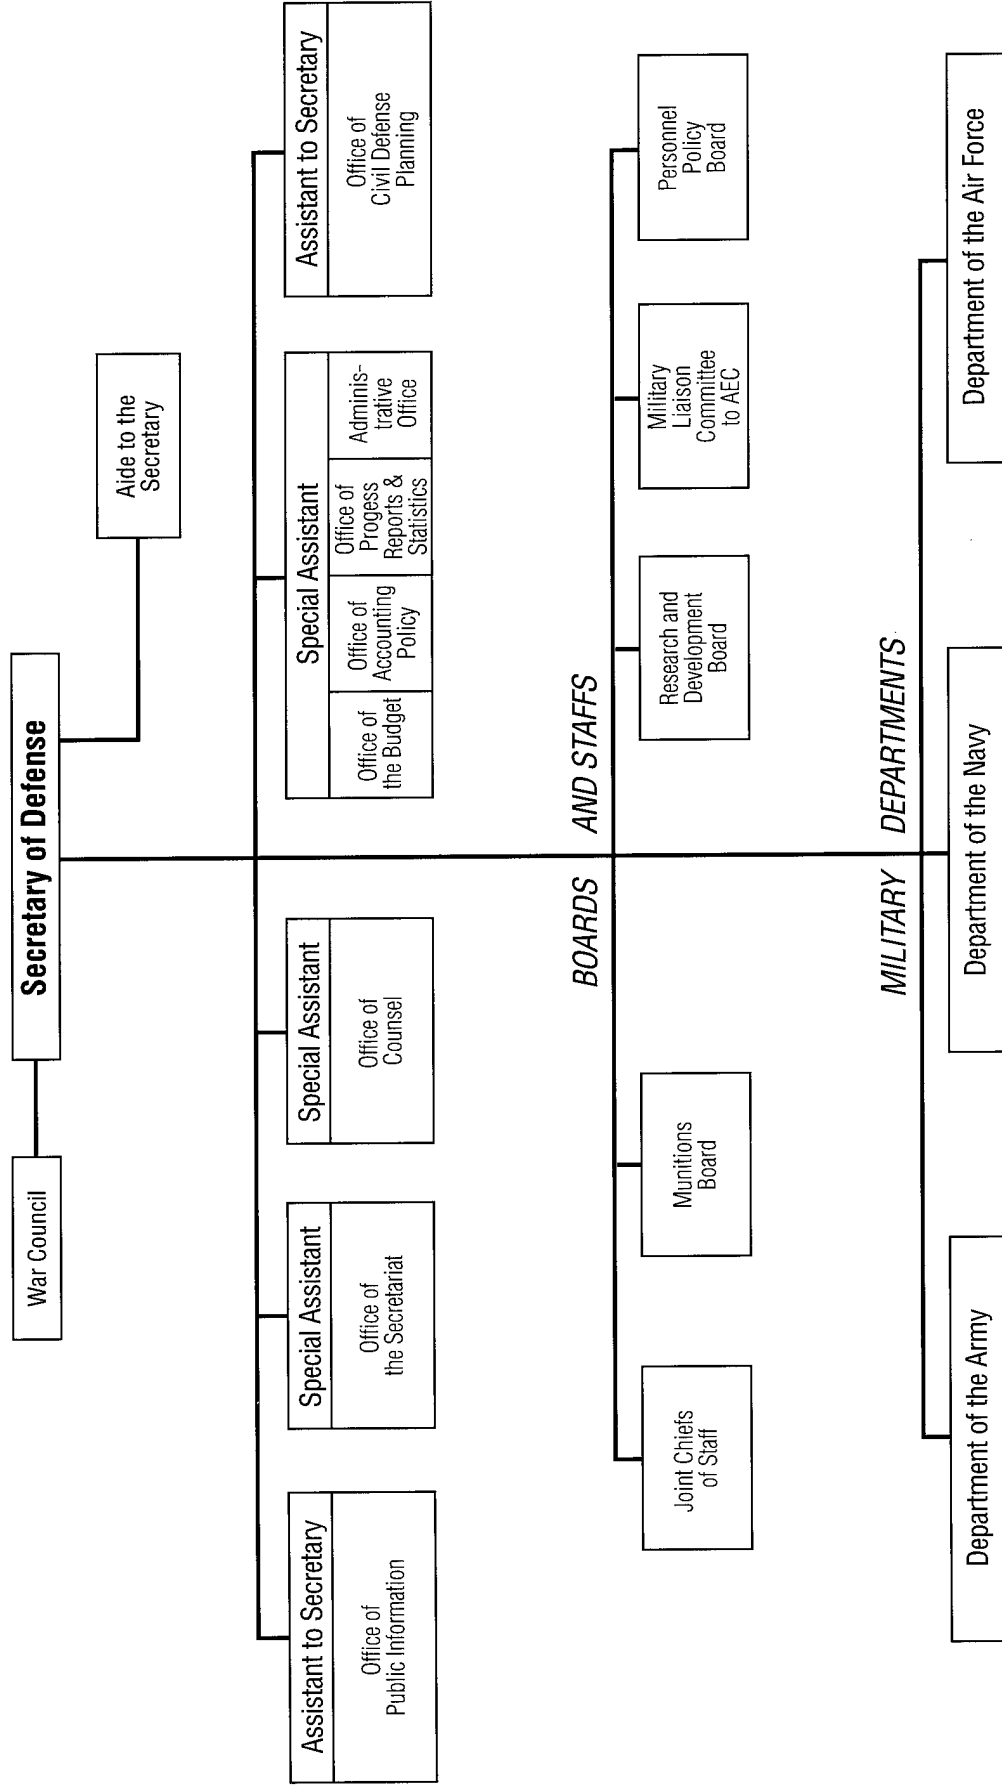 Secretary of Defense
War Council
Aide to the
Secretary
Assistant to Secretary
Office of
Public Information
Special Assistant
Office of
the Secretariat
Special Assistant
Office of
Counsel
Special Assistant
Office of
the Budget
Office of
Accounting
Policy
Office of
Progess
Reports &
Statistics
Adminis-
trative
Office
Assistant to Secretary
Office of
Civil Defense
Planning
BOARDS AND STAFFS
Joint Chiefs
of Staff
Munitions
Board
Research and
Development
Board
Military
Liaison
Committee
to AEC
Personnel
Policy
Board
MILITARY DEPARTMENTS
Department of the Army
Department of the Navy
Department of the Air Force